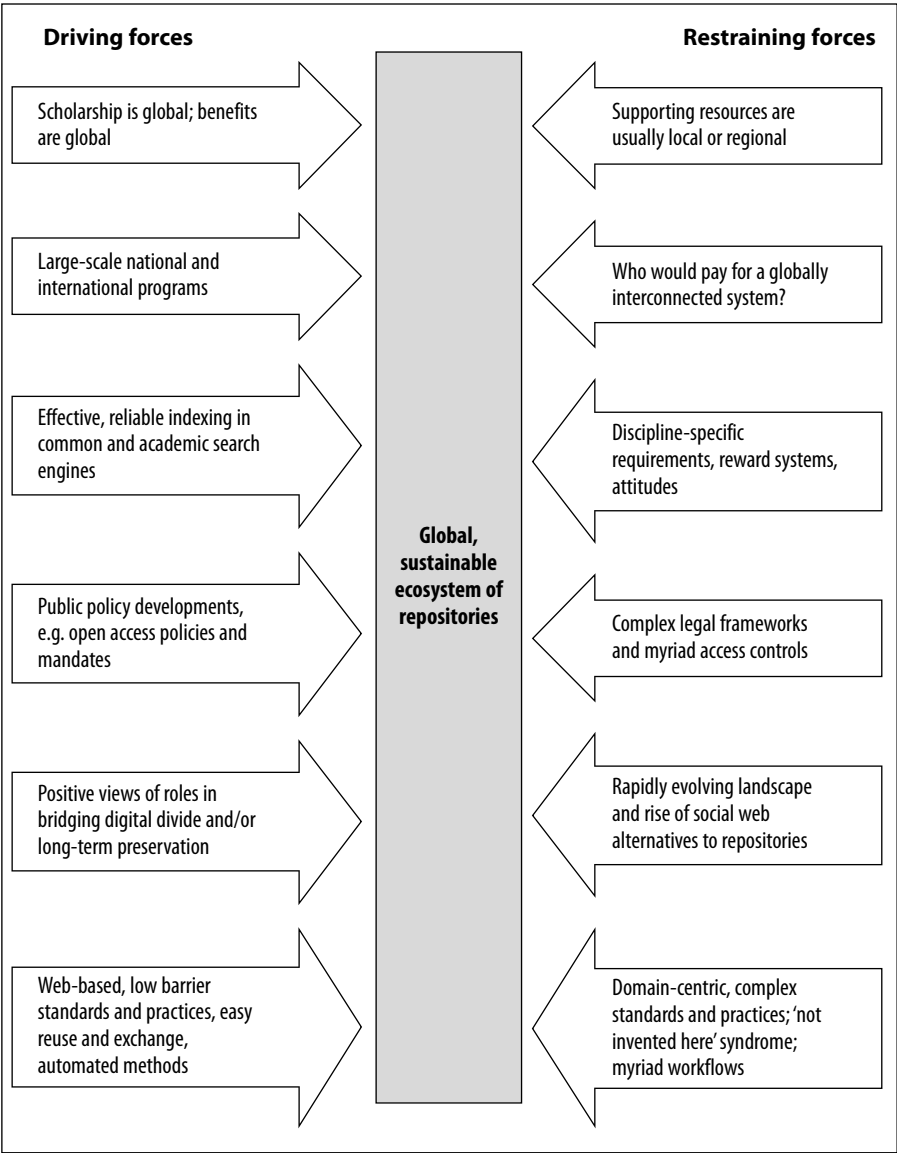 Driving forces
Restraining forces
Scholarship is global; benefits
are global
Supporting resources are
usually local or regional
Large-scale national and
international programs
Who would pay for a globally
interconnected system?
Effective, reliable indexing in
common and academic search
engines
Discipline-specific
requirements, reward systems,
attitudes
Global,
sustainable
ecosystem of
repositories
Public policy developments,
e.g. open access policies and
mandates
Complex legal frameworks
and myriad access controls
Positive views of roles in
bridging digital divide and/or
long-term preservation
Rapidly evolving landscape
and rise of social web
alternatives to repositories
Web-based, low barrier
standards and practices, easy
reuse and exchange,
automated methods
Domain-centric, complex
standards and practices; ‘not
invented here’ syndrome;
myriad workflows